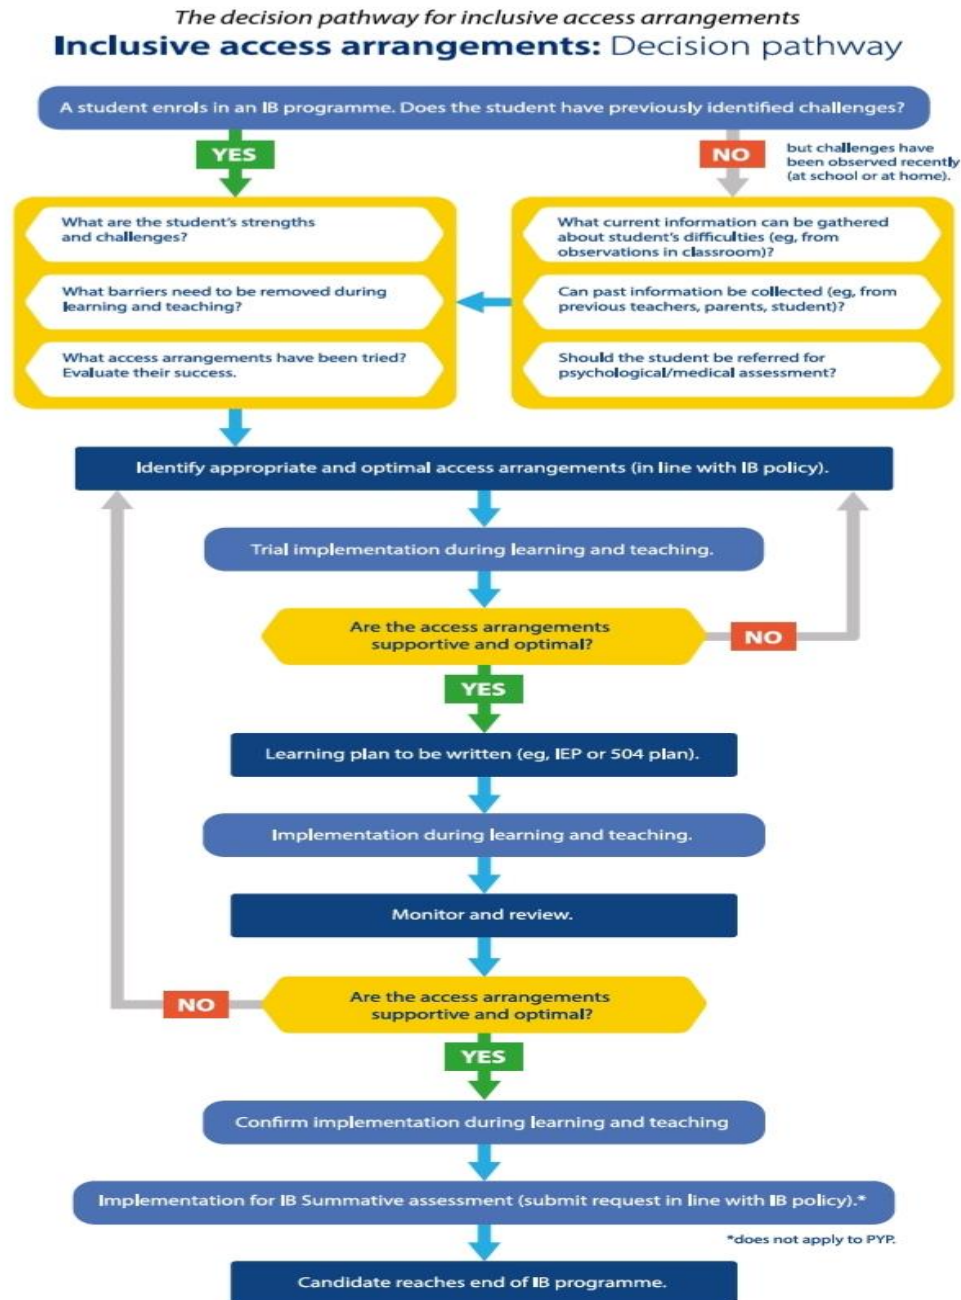 The decision pathway for inclusive access arrangements
Inclusive access arrangements: Decision pathway
A student enrols in an IB programme. Does the student have previously identified challenges?
YES
NO
but challenges have
been observed recently
(at school or at home).
What are the student's strengths
and challenges?
What barriers need to be removed during
learning and teaching?
What access arrangements have been tried?
Evaluate their success.
What current information can be gathered
about student's difficulties (eg, from
observations in classroom)?
Can past information be collected (eg, from
previous teachers, parents, student)?
Should the student be referred for
psychological/medical assessment?
Identify appropriate and optimal access arrangements (in line with IB policy).
Trial implementation during learning and teaching.
Are the access arrangements
supportive and optimal?
NO
YES
Learning plan to be written (eg, IEP or 504 plan).
Implementation during learning and teaching.
Monitor and review.
Are the access arrangements
supportive and optimal?
NO
YES
Confirm implementation during learning and teaching
Implementation for IB Summative assessment (submit request in line with IB policy).*
*does not apply to PYP.
Candidate reaches end of IB programme.